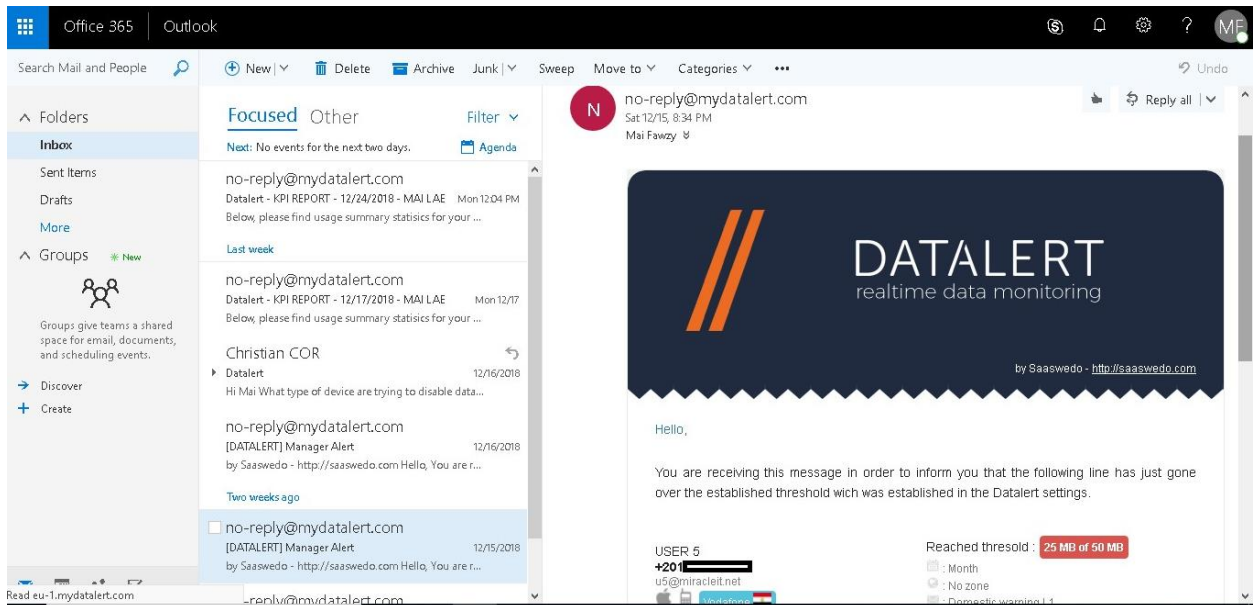 Office 365
Outlook
MF
Search Mail and People
New
Delete
Archive
Junk
Sweep
Move to
Categories
Undo
Folders
Inbox
Sent Items
Drafts
More
Groups
New
Groups give teams a shared
space for email, documents,
and scheduling events.
Discover
Create
Read eu-1.mydatalert.com
Focused
Other
Filter
Next: No events for the next two days.
Agenda
no-reply@mydatalert.com
Datalert - KPI REPORT - 12/24/2018 - MAI LAE Mon 12:04 PM
Below, please find usage summary statisics for your ...
Last week
no-reply@mydatalert.com
Datalert - KPI REPORT - 12/17/2018 - MAI LAE Mon 12/17
Below, please find usage summary statisics for your ...
Christian COR
Datalert 12/16/2018
Hi Mai What type of device are trying to disable data...
no-reply@mydatalert.com
[DATALERT] Manager Alert 12/16/2018
by Saaswedo - http://saaswedo.com Hello, You are r...
Two weeks ago
no-reply@mydatalert.com
[DATALERT] Manager Alert 12/15/2018
by Saaswedo - http://saaswedo.com Hello, You are r...
no-reply@mydatalert.com
N
no-reply@mydatalert.com
Sat 12/15, 8:34 PM
Mai Fawzy
Reply all
DATALERT
realtime data monitoring
by Saaswedo - http://saaswedo.com
Hello,
You are receiving this message in order to inform you that the following line has just gone
over the established threshold wich was established in the Datalert settings.
USER 5
+201
u5@miracleit.net
Vodafone
Reached thresold : 25 MB of 50 MB
: Month
: No zone
: Domestic warning L1